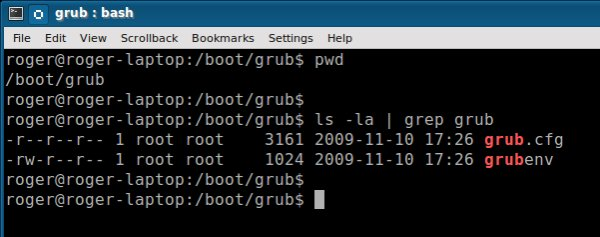 grub : bash
File Edit View Scrollback Bookmarks Settings Help
roger@roger-laptop:/boot/grub$ pwd
/boot/grub
roger@roger-laptop:/boot/grub$
roger@roger-laptop:/boot/grub$ ls -la | grep grub
-r--r--r-- 1 root root    3161 2009-11-10 17:26 grub.cfg
-rw-r--r-- 1 root root    1024 2009-11-10 17:26 grubenv
roger@roger-laptop:/boot/grub$
roger@roger-laptop:/boot/grub$